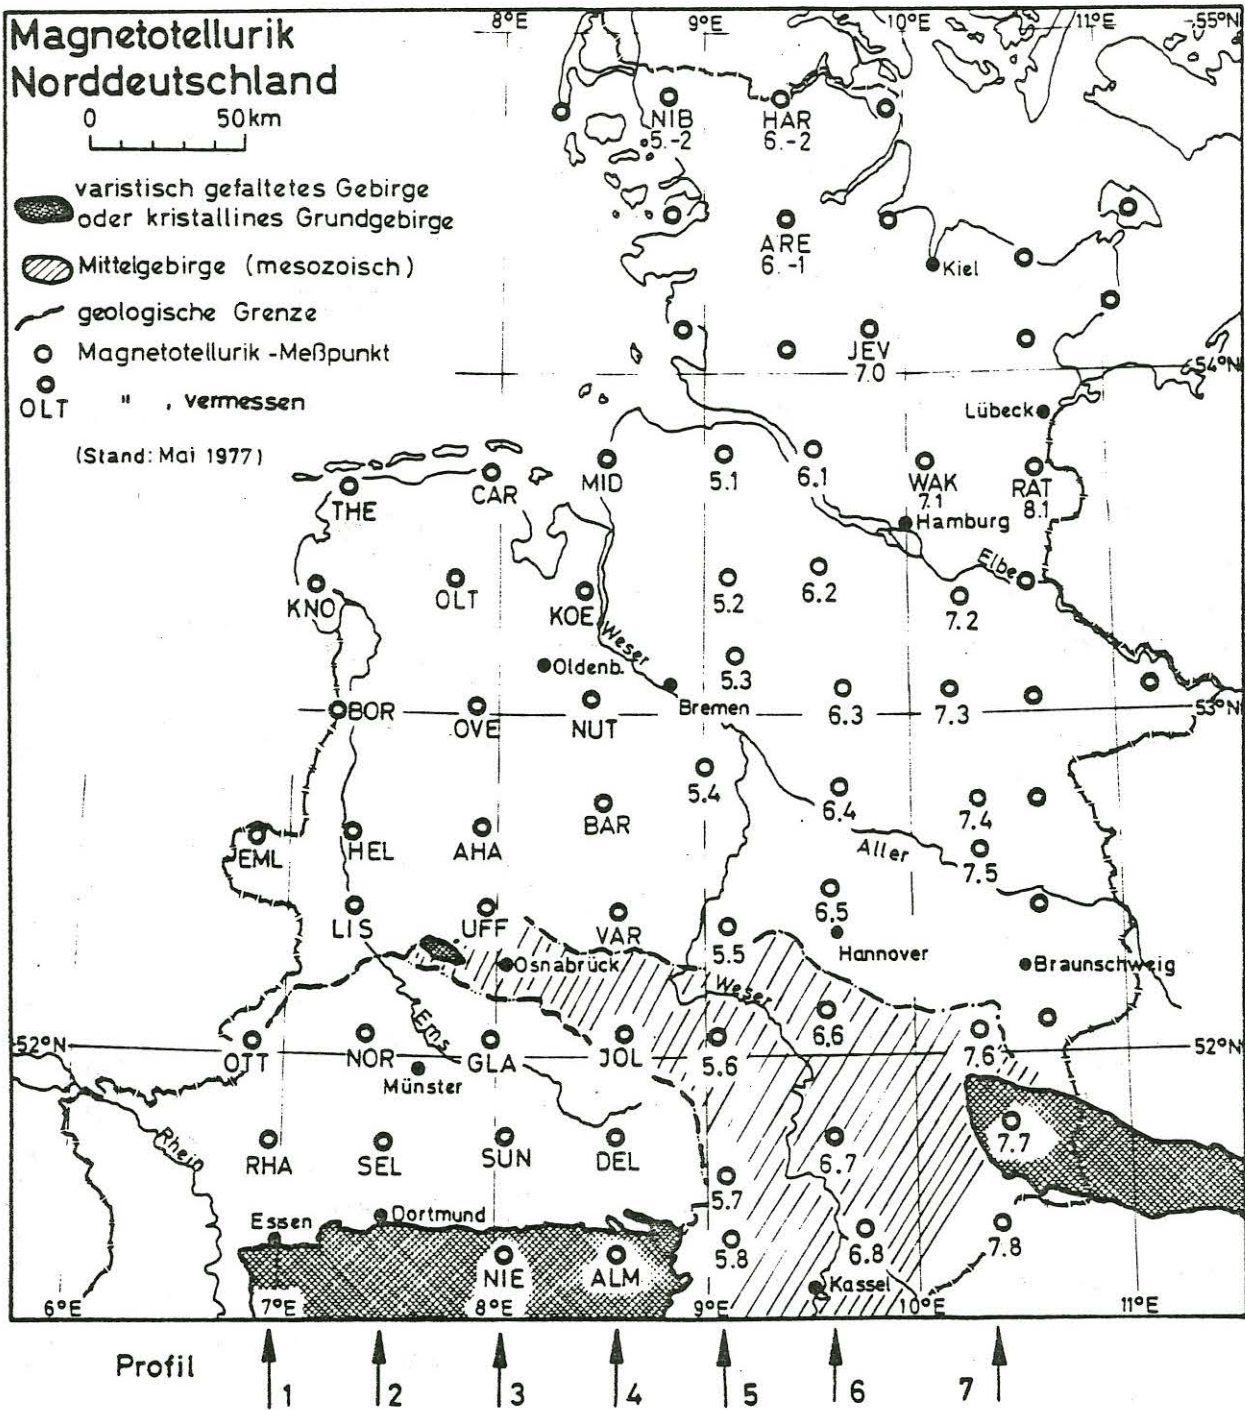 Magnetotellurik
Norddeutschland
0 50km
varistisch gefaltetes Gebirge
oder kristallines Grundgebirge
Mittelgebirge (mesozoisch)
geologische Grenze
Magnetotellurik-Meßpunkt
OLT " , vermessen
(Stand: Mai 1977)
8°E 9°E 10°E 11°E 55°N
NIB HAR
5.-2 6.-2
ARE
6.-1
Kiel
JEV
7.0
54°N
Lübeck
THE CAR MID 5.1 6.1 WAK RAT
7.1 8.1
Hamburg
Elbe
KNO OLT KOE 5.2 6.2 7.2
Weser
Oldenb. 5.3
BOR OVE NUT Bremen 6.3 7.3 53°N
5.4 6.4 7.4
BAR
EML HEL AHA Aller 7.5
LIS UFF VAR 5.5 6.5
Hannover
Osnabrück Braunschweig
Weser
Ems
52°N OTT NOR GLA JOL 5.6 6.6 7.6 52°N
Münster
Rhein
RHA SEL SUN DEL 6.7 7.7
5.7
Essen Dortmund
5.8 6.8 7.8
NIE ALM Kassel
6°E 7°E 8°E 9°E 10°E 11°E
Profil 1 2 3 4 5 6 7